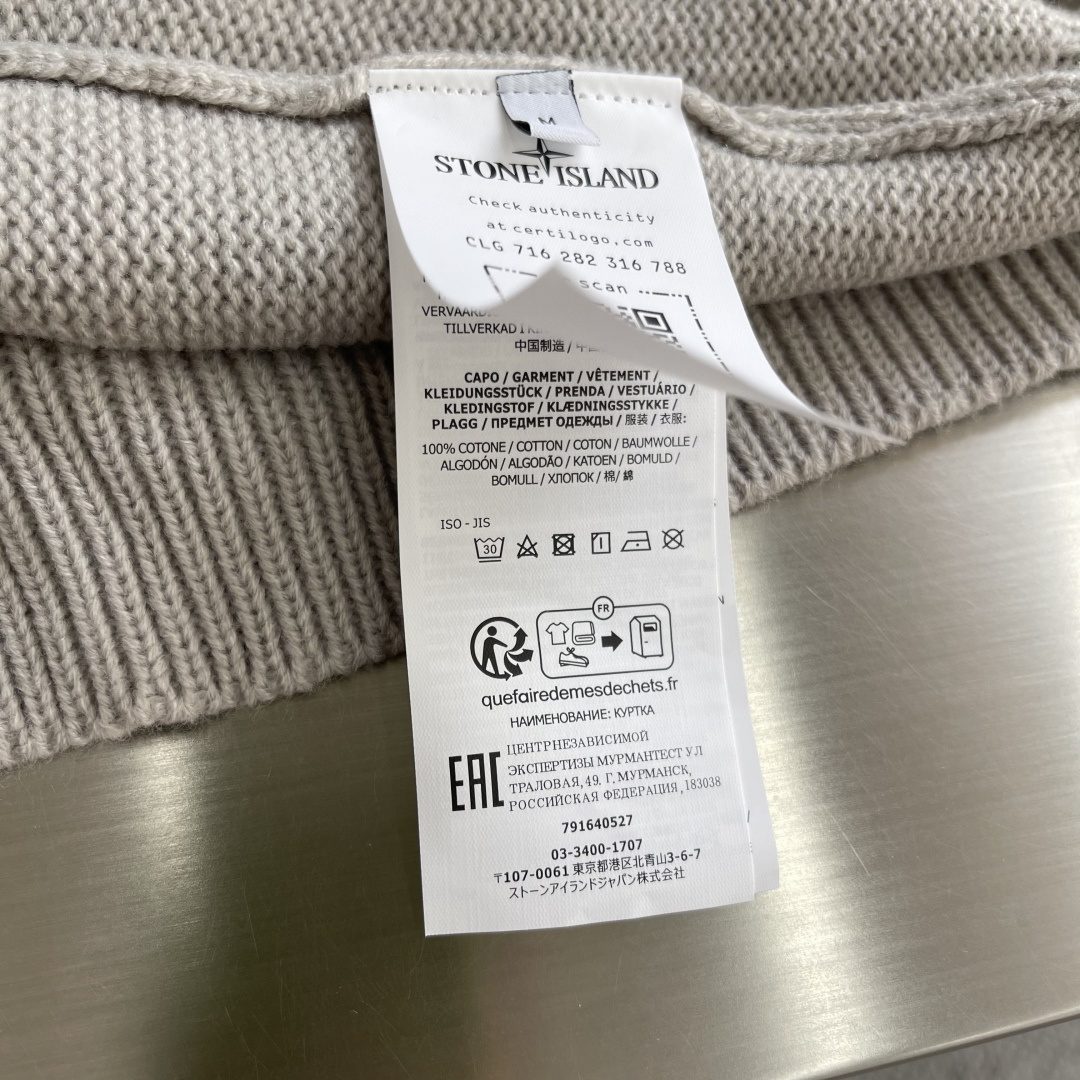 M
STONE ISLAND
Check authenticity
at certilogo.com
CLG 716 282 316 788
scan
TILLVERKAD I
中国制造 /
CAPO / GARMENT / VÊTEMENT /
KLEIDUNGSSTÜCK / PRENDA / VESTUÁRIO /
KLEDINGSTOF / KLÆDNINGSSTYKKE /
PLAGG / ПРЕДМЕТ ОДЕЖДЫ / 服装 / 衣服:
100% COTONE / COTTON / COTON / BAUMWOLLE /
ALGODÓN / ALGODÃO / KATOEN / BOMULD /
BOMULL / ХЛОПОК / 棉/ 綿
ISO - JIS
30
FR
quefairedemesdechets.fr
НАИМЕНОВАНИЕ: КУРТКА
EAC
ЦЕНТРНЕЗАВИСИМОЙ
ЭКСПЕРТИЗЫ МУРМАНТЕСТ УЛ
ТРАЛОВАЯ, 49. Г. МУРМАНСК,
РОССИЙСКАЯ ФЕДЕРАЦИЯ, 183038
791640527
03-3400-1707
〒107-0061 東京都港区北青山3-6-7
ストーンアイランドジャパン株式会社